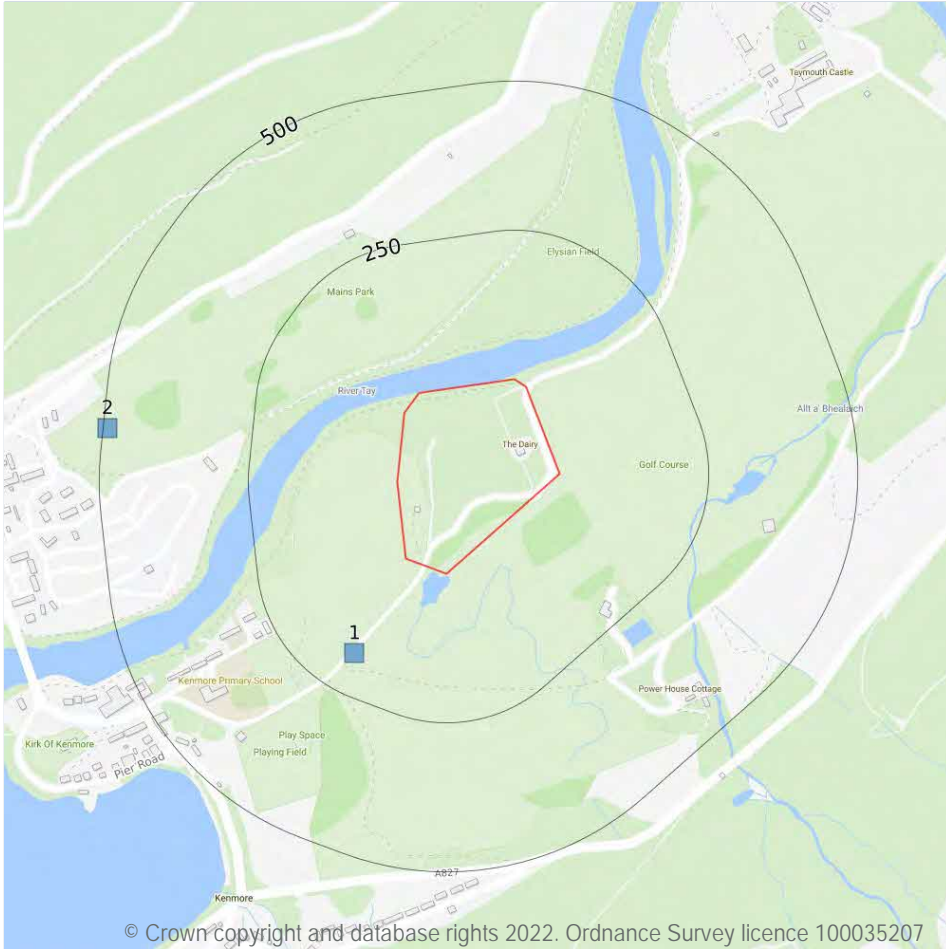 Taymouth Castle
500
250
Elysian Field
Mains Park
River Tay
2
Allt a' Bhealaich
The Dairy
Golf Course
1
Kenmore Primary School
Power House Cottage
Play Space
Kirk Of Kenmore
Playing Field
Pier Road
A827
Kenmore
© Crown copyright and database rights 2022. Ordnance Survey licence 100035207